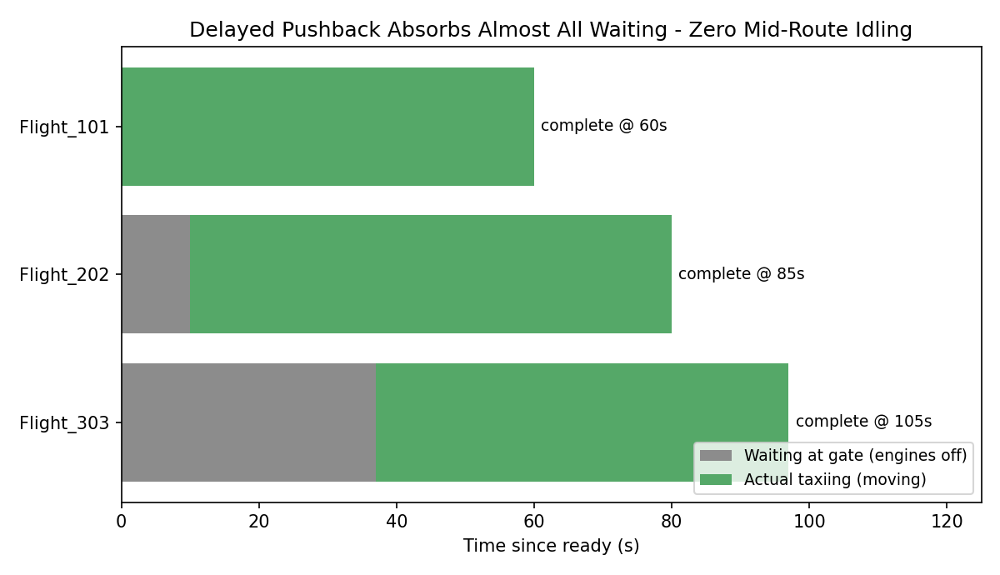 Delayed Pushback Absorbs Almost All Waiting - Zero Mid-Route Idling
Flight_101
complete @ 60s
Flight_202
complete @ 85s
Flight_303
complete @ 105s
Waiting at gate (engines off)
Actual taxiing (moving)
0 20 40 60 80 100 120
Time since ready (s)